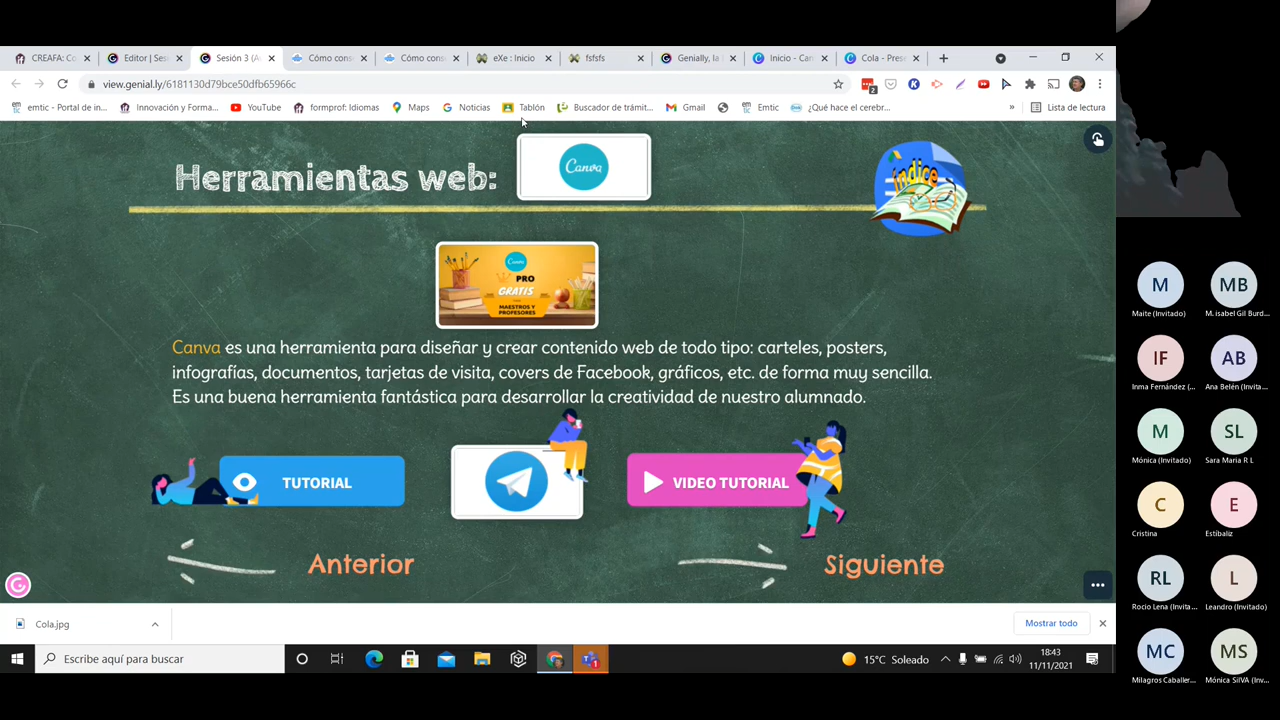 CREAFA: Co
Editor | Ses
Sesión 3 (A
Cómo cons
Cómo cons
eXe : Inicio
fsfsfs
Genially, la
Inicio - Can
Cola - Pres
view.genial.ly/6181130d79bce50dfb65966c
2
emtic - Portal de in...
Innovación y Forma...
YouTube
formprof: Idiomas
Maps
Noticias
Tablón
Buscador de trámit...
Gmail
Emtic
¿Qué hace el cerebr...
»
Lista de lectura
Herramientas web:
Canva
índice
Canva
PRO
GRATIS
MAESTROS Y
PROFESORES
Canva es una herramienta para diseñar y crear contenido web de todo tipo: carteles, posters,
infografías, documentos, tarjetas de visita, covers de Facebook, gráficos, etc. de forma muy sencilla.
Es una buena herramienta fantástica para desarrollar la creatividad de nuestro alumnado.
TUTORIAL
VIDEO TUTORIAL
Anterior
Siguiente
Cola.jpg
Mostrar todo
Escribe aquí para buscar
15°C Soleado
18:43
11/11/2021
M
Maite (Invitado)
MB
M. isabel Gil Burd...
IF
Inma Fernández (...
AB
Ana Belén (Invita...
M
Mónica (Invitado)
SL
Sara Maria R L
C
Cristina
E
Estíbaliz
RL
Rocio Lena (Invita...
L
Leandro (Invitado)
MC
Milagros Caballer...
MS
Mónica SilVA (Inv...